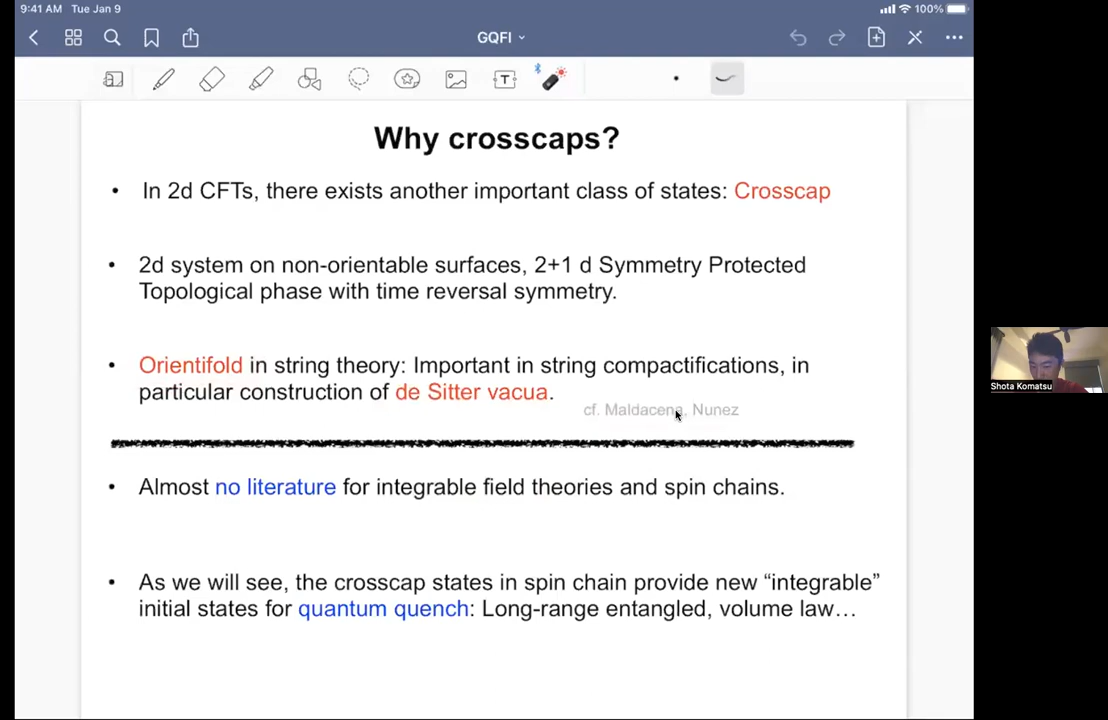 9:41 AM Tue Jan 9
100%
GQFI
T
Why crosscaps?
• In 2d CFTs, there exists another important class of states: Crosscap
• 2d system on non-orientable surfaces, 2+1 d Symmetry Protected
Topological phase with time reversal symmetry.
• Orientifold in string theory: Important in string compactifications, in
particular construction of de Sitter vacua.
cf. Maldacena, Nunez
• Almost no literature for integrable field theories and spin chains.
• As we will see, the crosscap states in spin chain provide new “integrable”
initial states for quantum quench: Long-range entangled, volume law…
Shota Komatsu